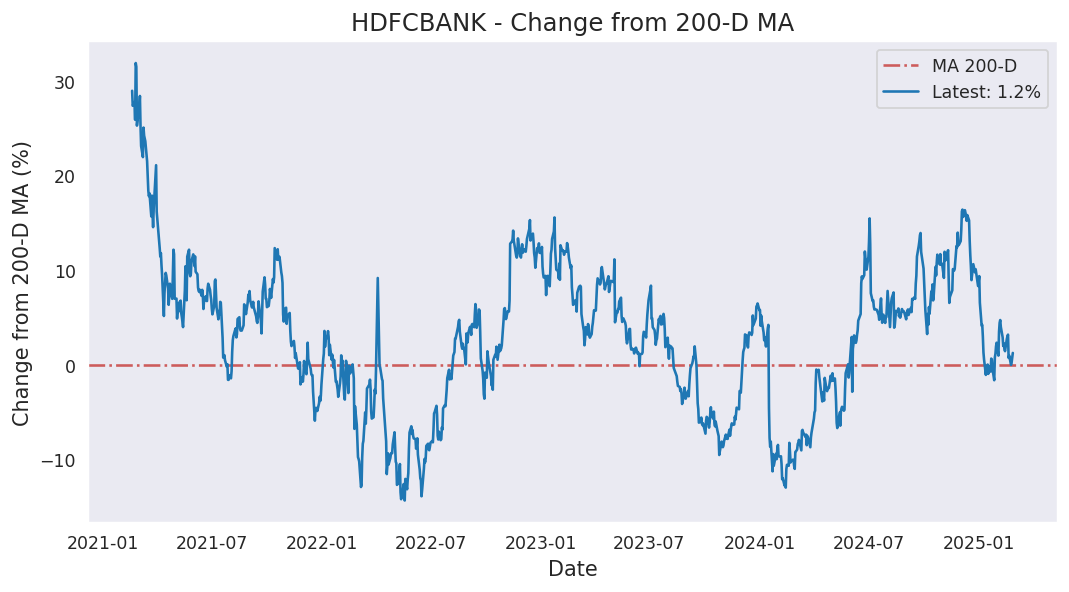 HDFCBANK - Change from 200-D MA
MA 200-D
Latest: 1.2%
Change from 200-D MA (%)
30
20
10
0
−10
2021-01 2021-07 2022-01 2022-07 2023-01 2023-07 2024-01 2024-07 2025-01
Date